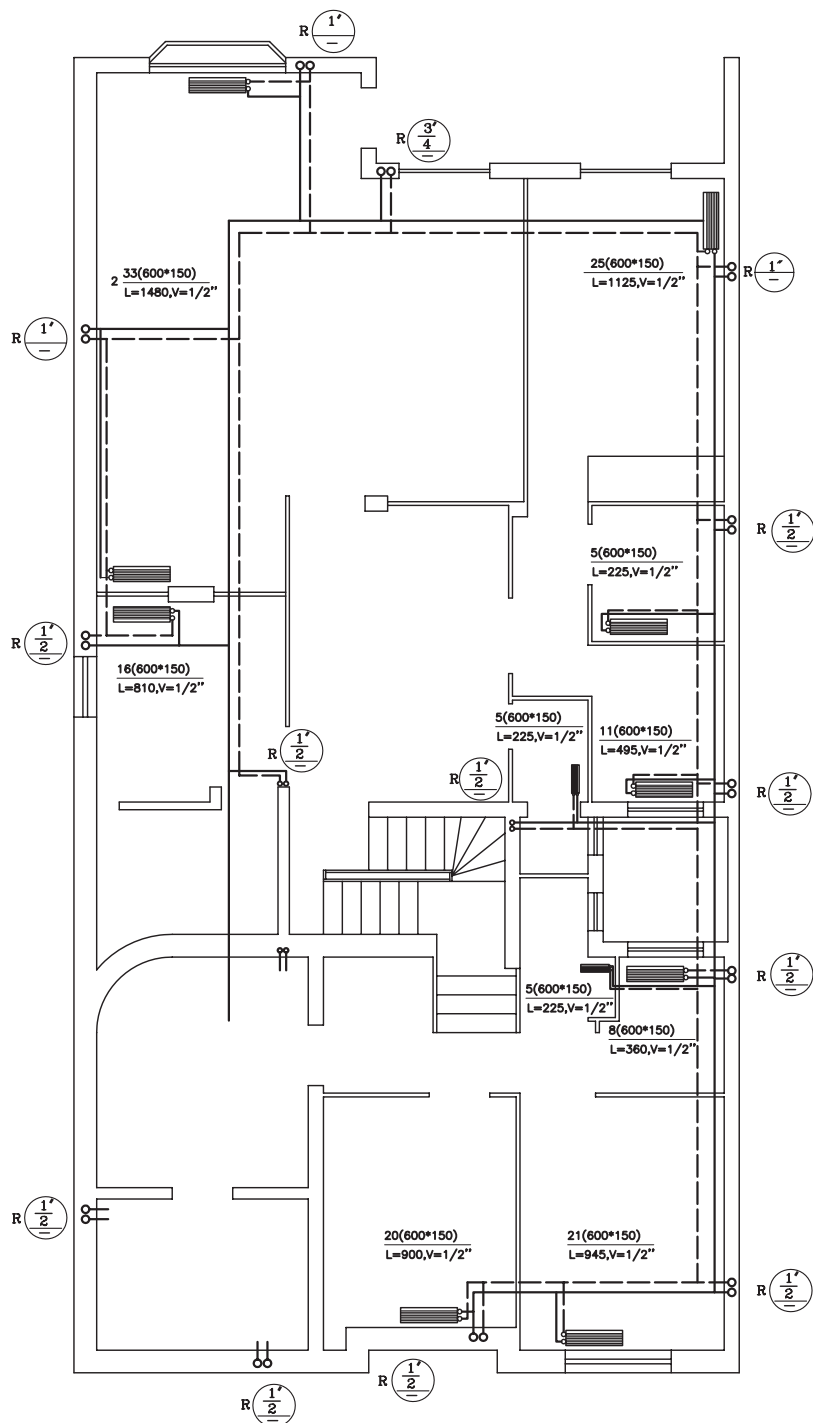 R 1"
—
R 3"
4
—
2 33(600*150)
L=1480,V=1/2"
25(600*150)
L=1125,V=1/2"
R 1"
—
R 1"
—
R 1"
2
—
5(600*150)
L=225,V=1/2"
R 1"
2
—
16(600*150)
L=810,V=1/2"
5(600*150)
L=225,V=1/2"
11(600*150)
L=495,V=1/2"
R 1"
2
—
R 1"
2
—
R 1"
2
—
R 1"
2
—
5(600*150)
L=225,V=1/2"
8(600*150)
L=360,V=1/2"
R 1"
2
—
20(600*150)
L=900,V=1/2"
21(600*150)
L=945,V=1/2"
R 1"
2
—
R 1"
2
—
R 1"
2
—